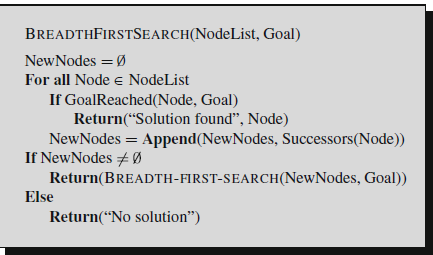 BREADTHFIRSTSEARCH(NodeList, Goal)
NewNodes = Ø
For all Node ∈ NodeList
If GoalReached(Node, Goal)
Return(“Solution found”, Node)
NewNodes = Append(NewNodes, Successors(Node))
If NewNodes ≠ Ø
Return(BREADTH-FIRST-SEARCH(NewNodes, Goal))
Else
Return(“No solution”)